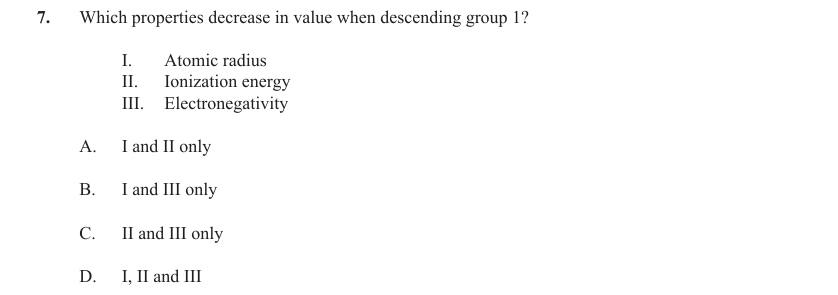 7. Which properties decrease in value when descending group 1?
I. Atomic radius
II. Ionization energy
III. Electronegativity
A. I and II only
B. I and III only
C. II and III only
D. I, II and III